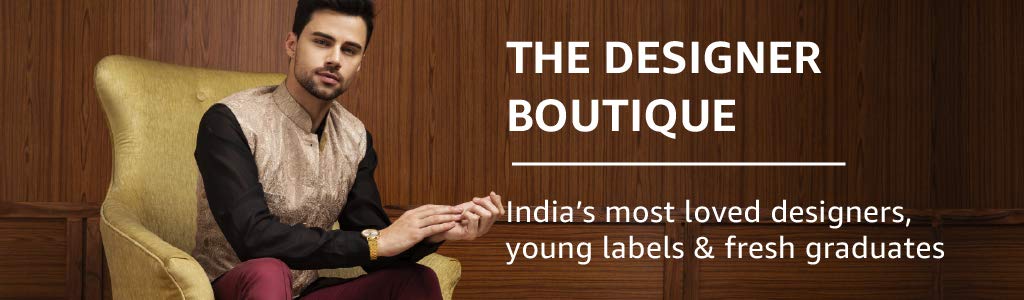 THE DESIGNER
BOUTIQUE
India's most loved designers,
young labels & fresh graduates